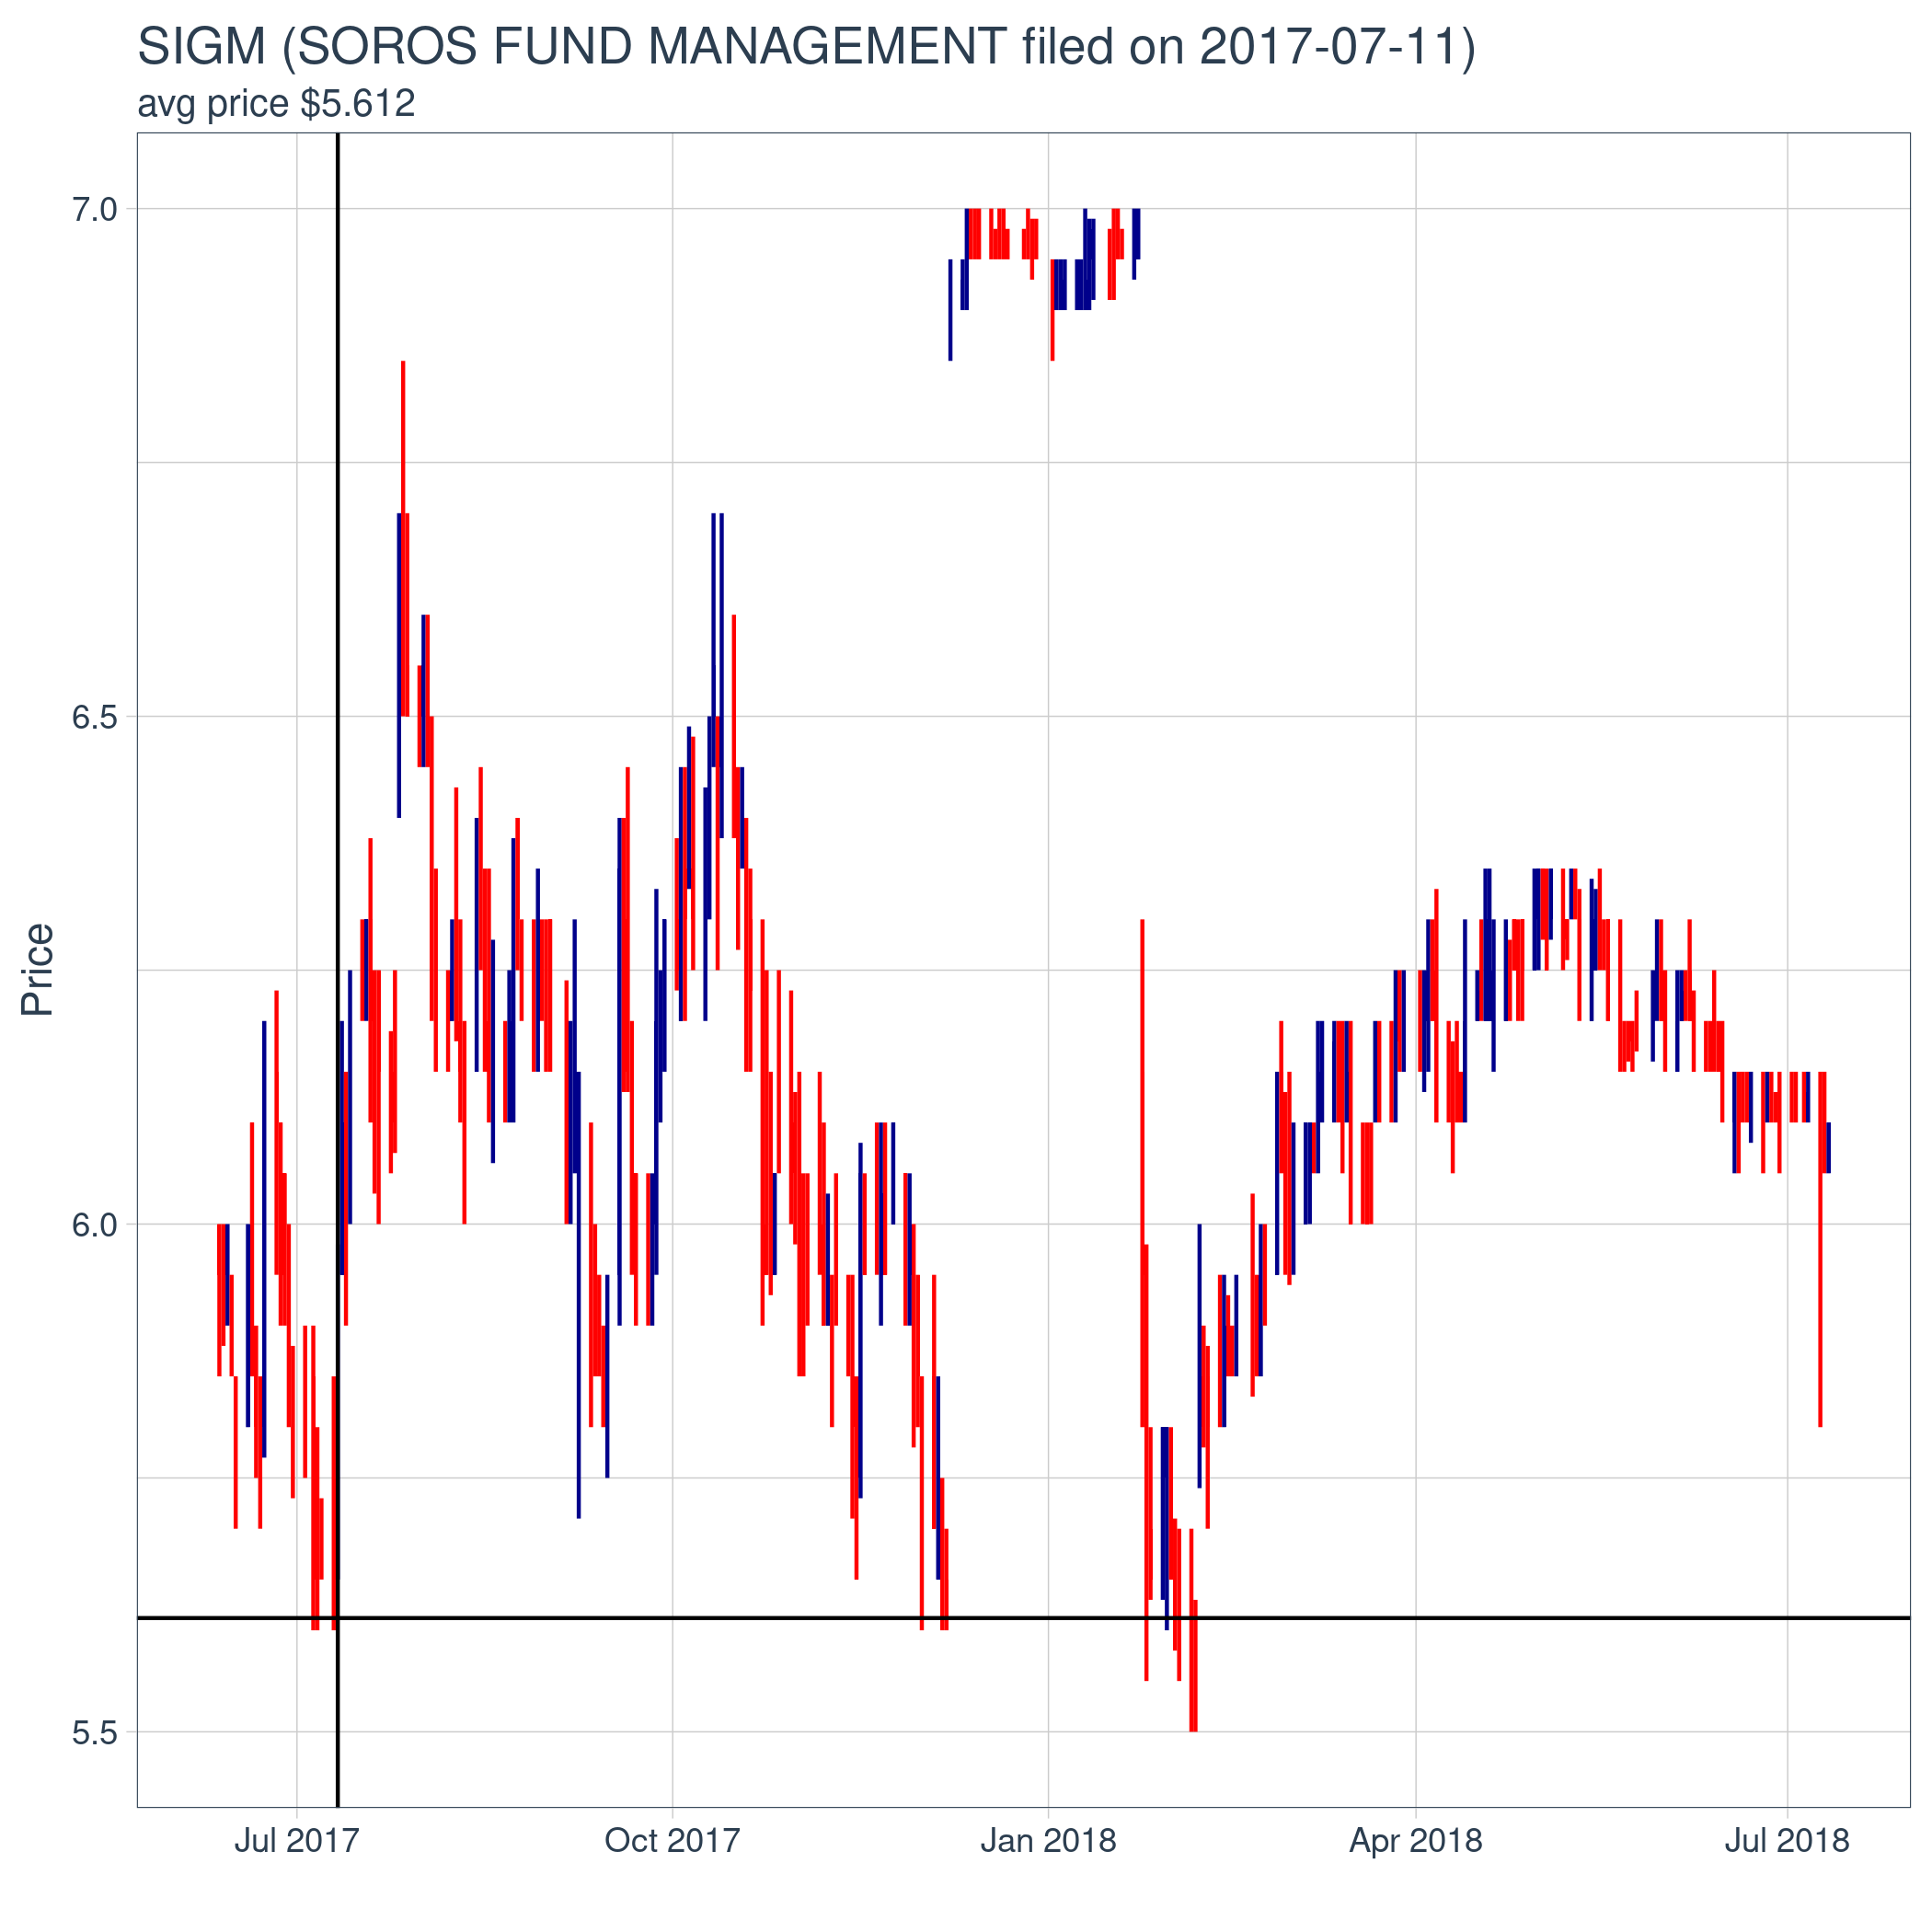 SIGM (SOROS FUND MANAGEMENT filed on 2017-07-11)
avg price $5.612
7.0
6.5
6.0
5.5
Price
Jul 2017 Oct 2017 Jan 2018 Apr 2018 Jul 2018